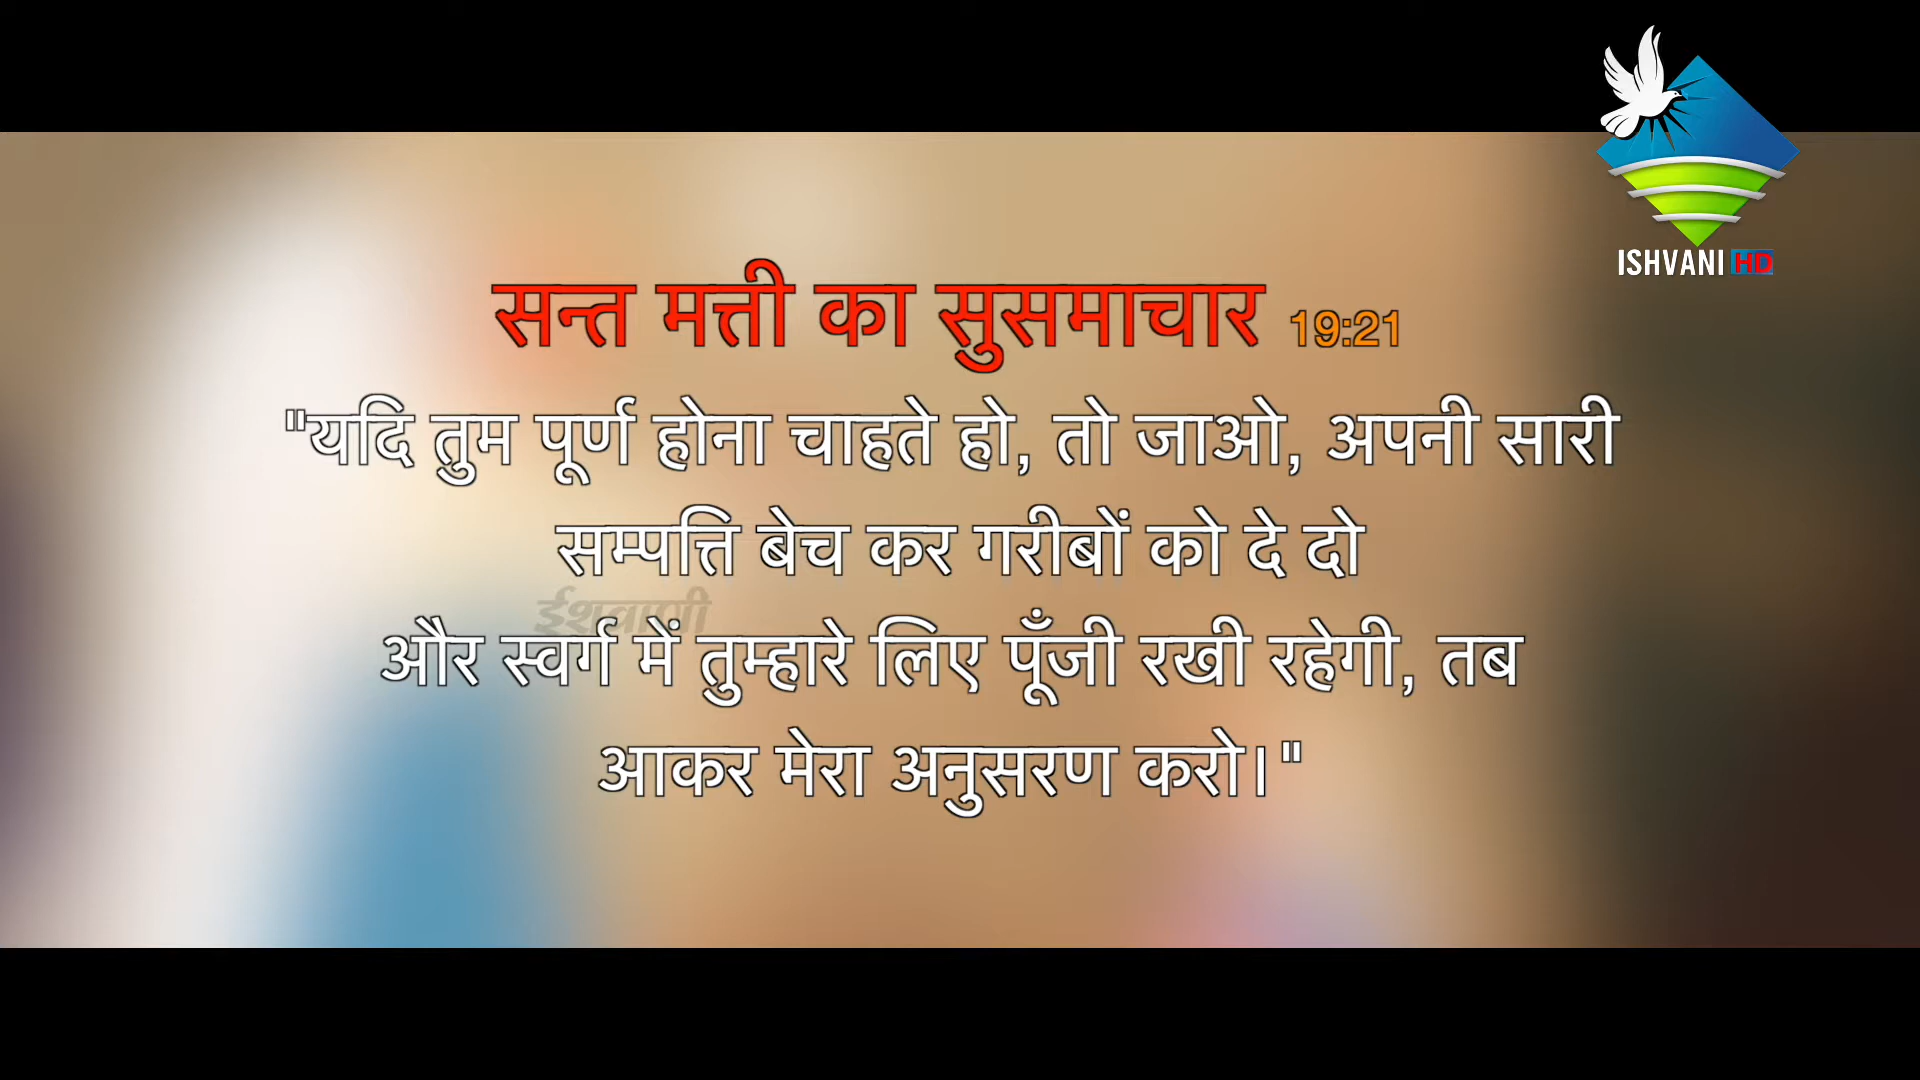 ISHVANI HD
सन्त मत्ती का सुसमाचार 19:21
"यदि तुम पूर्ण होना चाहते हो, तो जाओ, अपनी सारी
सम्पत्ति बेच कर गरीबों को दे दो
ईशवाणी
और स्वर्ग में तुम्हारे लिए पूँजी रखी रहेगी, तब
आकर मेरा अनुसरण करो।"